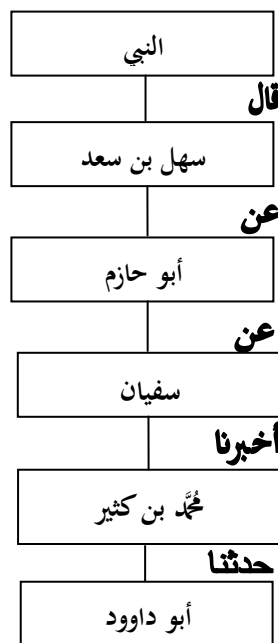 النبي
قال
سهل بن سعد
عن
أبو حازم
عن
سفيان
أخبرنا
مُحَّد بن كثير
حدثنا
أبو داوود